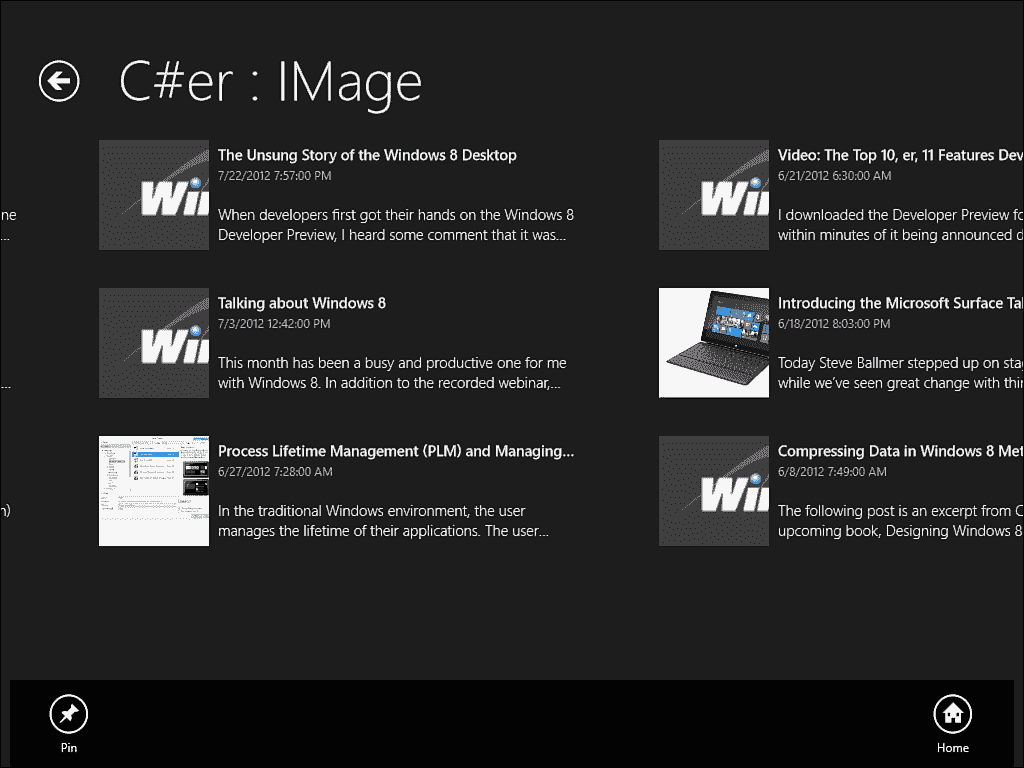 C#er : IMage
ne
...
...
n)
The Unsung Story of the Windows 8 Desktop
7/22/2012 7:57:00 PM
When developers first got their hands on the Windows 8
Developer Preview, I heard some comment that it was...
Talking about Windows 8
7/3/2012 12:42:00 PM
This month has been a busy and productive one for me
with Windows 8. In addition to the recorded webinar,...
Process Lifetime Management (PLM) and Managing...
6/27/2012 7:28:00 AM
In the traditional Windows environment, the user
manages the lifetime of their applications. The user...
Video: The Top 10, er, 11 Features Dev
6/21/2012 6:30:00 AM
I downloaded the Developer Preview fo
within minutes of it being announced d
Introducing the Microsoft Surface Tal
6/18/2012 8:03:00 PM
Today Steve Ballmer stepped up on stag
while we've seen great change with thin
Compressing Data in Windows 8 Met
6/8/2012 7:49:00 AM
The following post is an excerpt from C
upcoming book, Designing Windows 8
Win
Win
Win
Win
Pin
Home